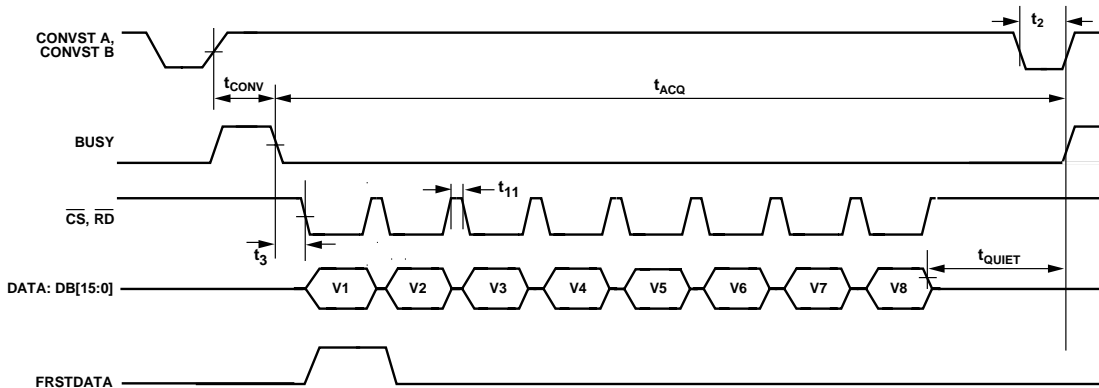 CONVST A,
CONVST B
t2
tCONV
tACQ
BUSY
t11
CS, RD
t3
tQUIET
DATA: DB[15:0]
V1
V2
V3
V4
V5
V6
V7
V8
FRSTDATA